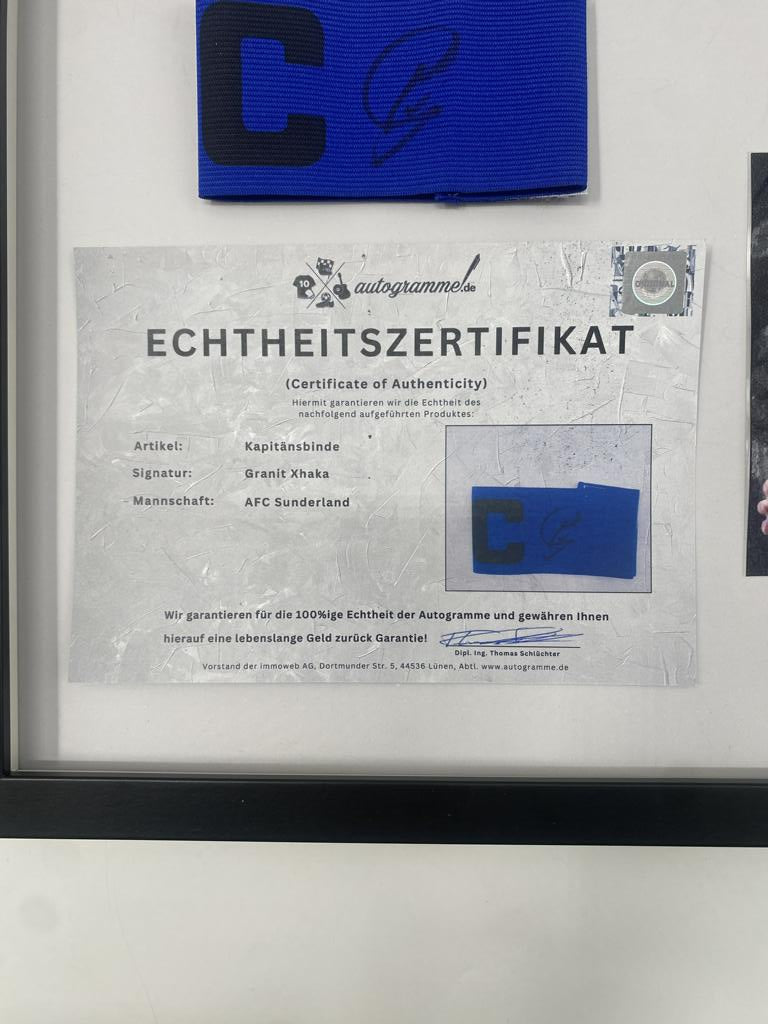 C
10
autogramme.de
ORIGINAL
ECHTHEITSZERTIFIKAT
(Certificate of Authenticity)
Hiermit garantieren wir die Echtheit des
nachfolgend aufgeführten Produktes:
Artikel: Kapitänsbinde
Signatur: Granit Xhaka
Mannschaft: AFC Sunderland
C
Wir garantieren für die 100%ige Echtheit der Autogramme und gewähren Ihnen
hierauf eine lebenslange Geld zurück Garantie!
Dipl. Ing. Thomas Schlüchter
Vorstand der immoweb AG, Dortmunder Str. 5, 44536 Lünen, Abtl. www.autogramme.de